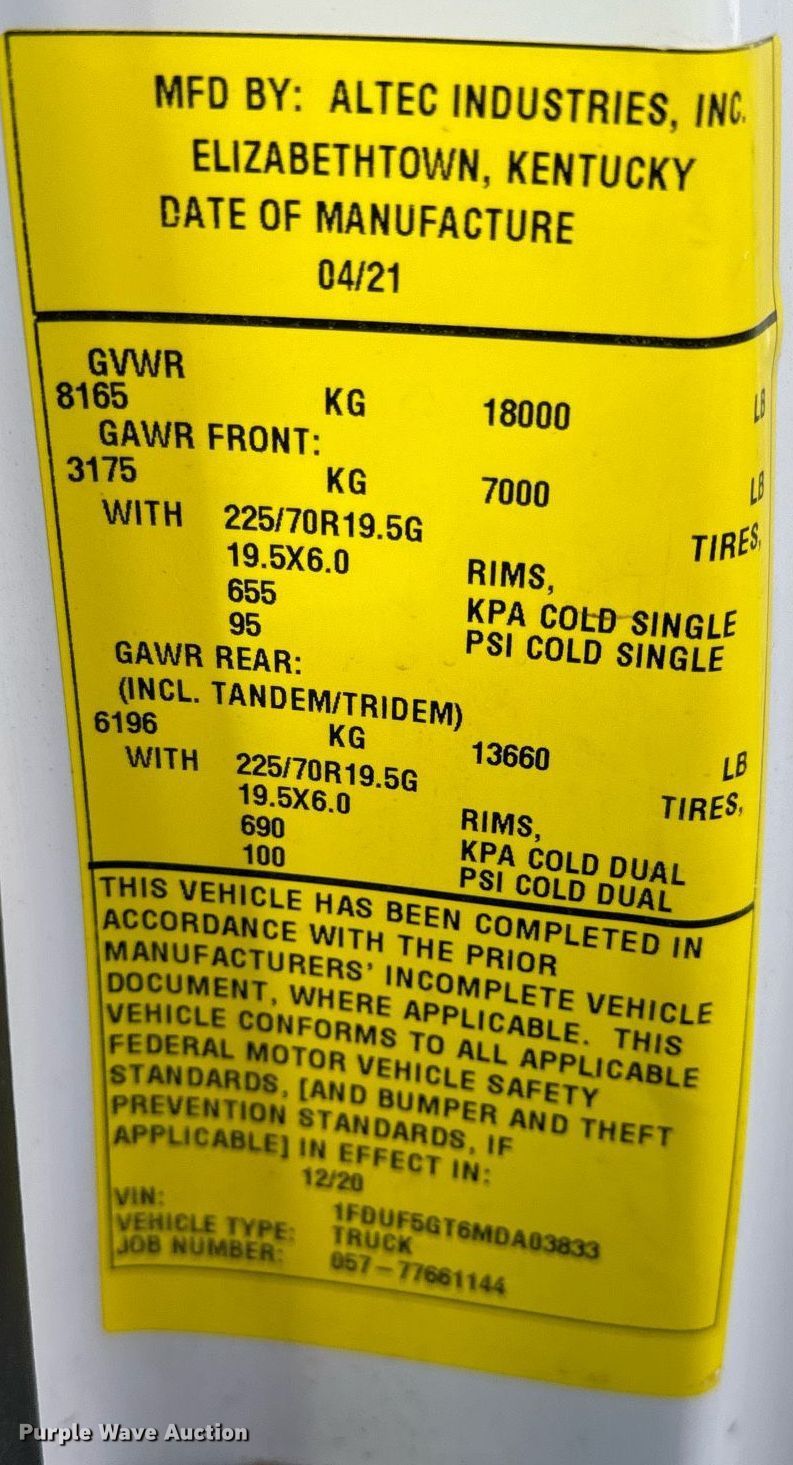 MFD BY: ALTEC INDUSTRIES, INC.
ELIZABETHTOWN, KENTUCKY
DATE OF MANUFACTURE
04/21
GVWR
8165 KG 18000 LB
GAWR FRONT:
3175 KG 7000 LB
WITH 225/70R19.5G TIRES,
19.5X6.0 RIMS,
655 KPA COLD SINGLE
95 PSI COLD SINGLE
GAWR REAR:
(INCL. TANDEM/TRIDEM)
6196 KG 13660 LB
WITH 225/70R19.5G TIRES,
19.5X6.0 RIMS,
690 KPA COLD DUAL
100 PSI COLD DUAL
THIS VEHICLE HAS BEEN COMPLETED IN
ACCORDANCE WITH THE PRIOR
MANUFACTURERS' INCOMPLETE VEHICLE
DOCUMENT, WHERE APPLICABLE. THIS
VEHICLE CONFORMS TO ALL APPLICABLE
FEDERAL MOTOR VEHICLE SAFETY
STANDARDS, [AND BUMPER AND THEFT
PREVENTION STANDARDS, IF
APPLICABLE] IN EFFECT IN:
12/20
VIN: 1FDUF5GT6MDA03833
VEHICLE TYPE: TRUCK
JOB NUMBER: 057-77661144
Purple Wave Auction